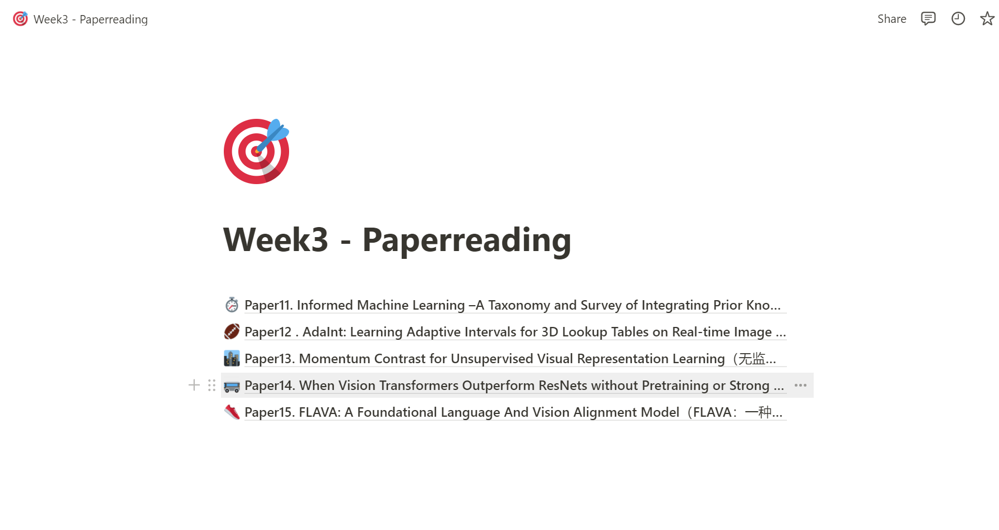 Week3 - Paperreading
Share
Week3 - Paperreading
Paper11. Informed Machine Learning –A Taxonomy and Survey of Integrating Prior Kno...
Paper12 . AdaInt: Learning Adaptive Intervals for 3D Lookup Tables on Real-time Image ...
Paper13. Momentum Contrast for Unsupervised Visual Representation Learning（无监...
Paper14. When Vision Transformers Outperform ResNets without Pretraining or Strong ...
Paper15. FLAVA: A Foundational Language And Vision Alignment Model（FLAVA：一种...